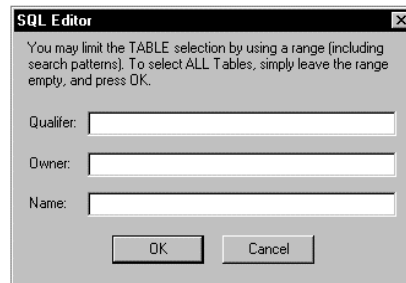 SQL Editor
You may limit the TABLE selection by using a range (including
search patterns). To select ALL Tables, simply leave the range
empty, and press OK.
Qualifer:
Owner:
Name:
OK
Cancel